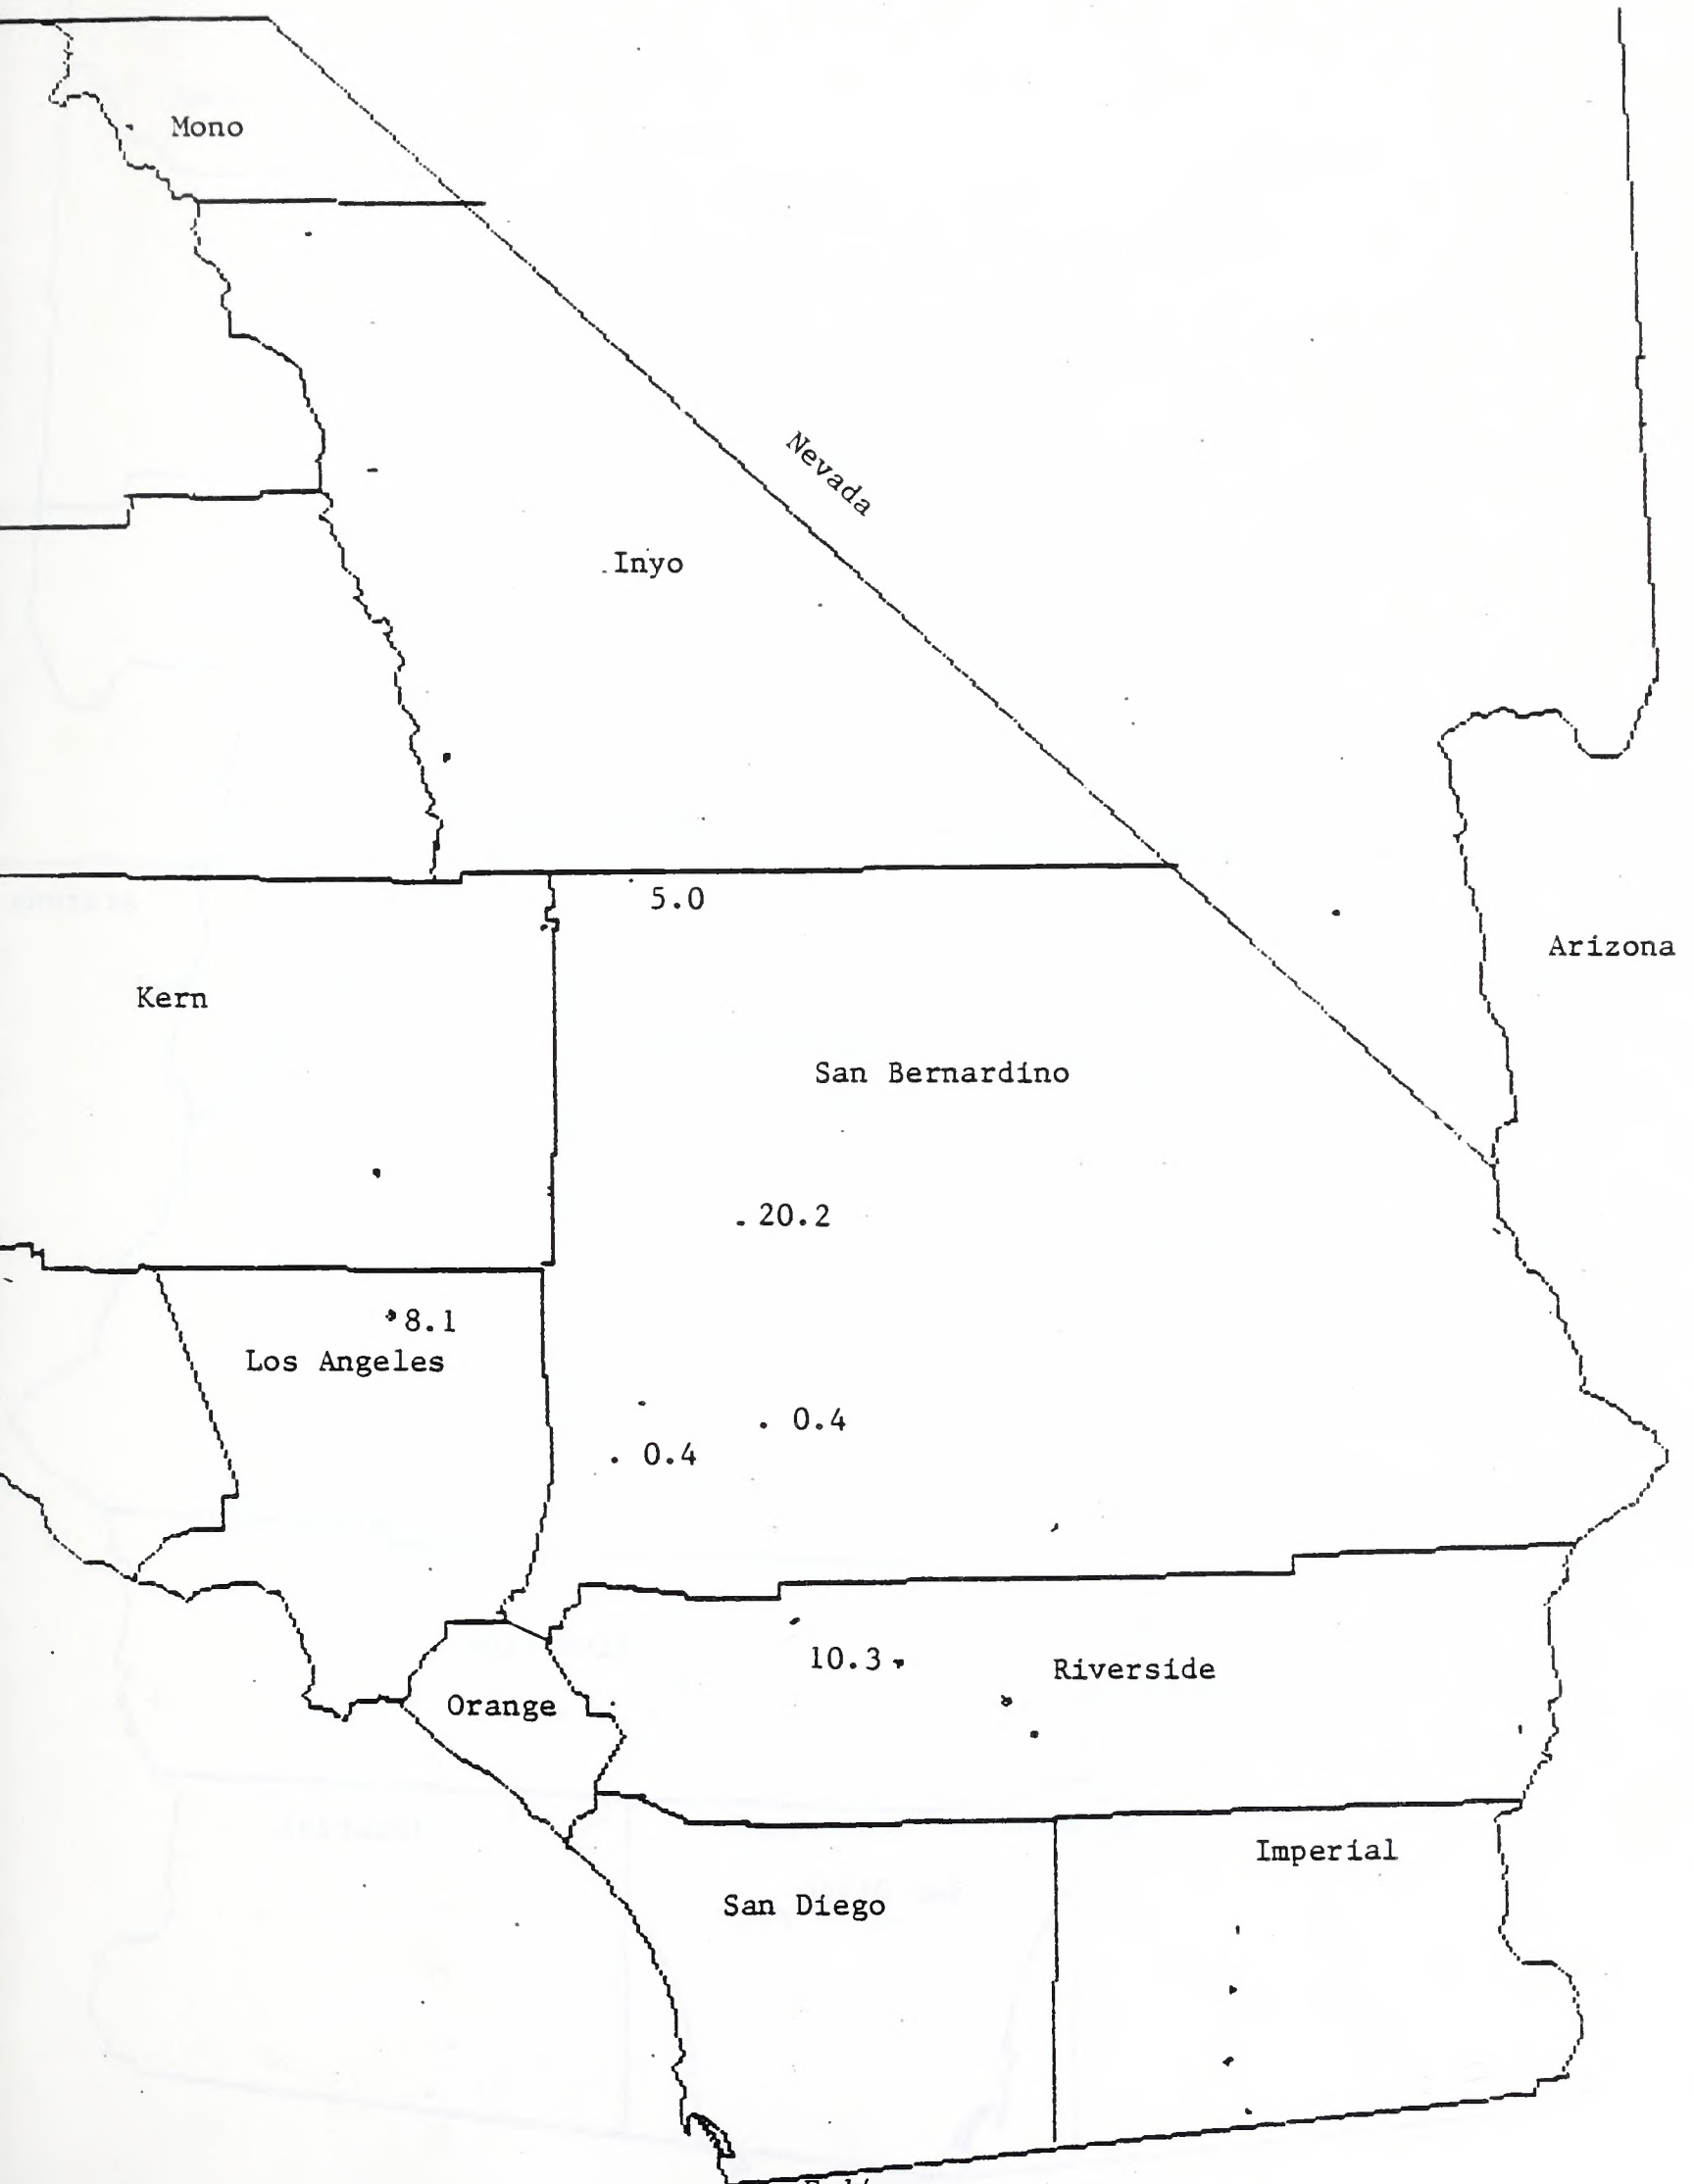 Mono
Nevada
Inyo
5.0
Arizona
Kern
San Bernardino
20.2
8.1
Los Angeles
0.4
0.4
10.3
Riverside
Orange
Imperial
San Diego